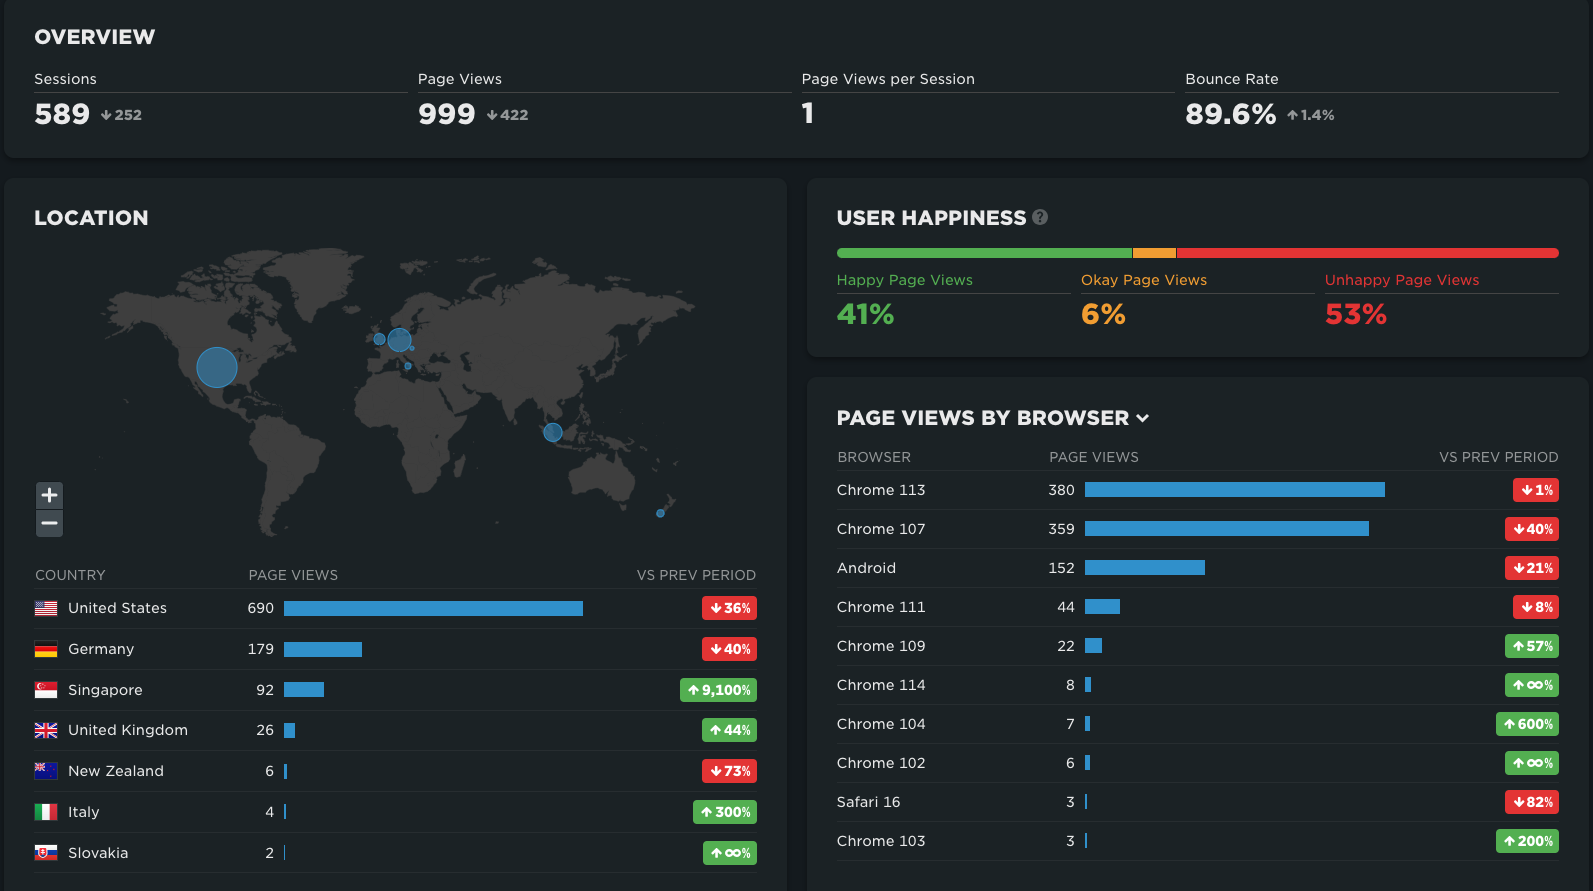 OVERVIEW
Sessions
589 ↓252
Page Views
999 ↓422
Page Views per Session
1
Bounce Rate
89.6% ↑1.4%
LOCATION
+
−
COUNTRY PAGE VIEWS VS PREV PERIOD
United States 690 ↓36%
Germany 179 ↓40%
Singapore 92 ↑9,100%
United Kingdom 26 ↑44%
New Zealand 6 ↓73%
Italy 4 ↑300%
Slovakia 2 ↑∞%
USER HAPPINESS ?
Happy Page Views
41%
Okay Page Views
6%
Unhappy Page Views
53%
PAGE VIEWS BY BROWSER
BROWSER PAGE VIEWS VS PREV PERIOD
Chrome 113 380 ↓1%
Chrome 107 359 ↓40%
Android 152 ↓21%
Chrome 111 44 ↓8%
Chrome 109 22 ↑57%
Chrome 114 8 ↑∞%
Chrome 104 7 ↑600%
Chrome 102 6 ↑∞%
Safari 16 3 ↓82%
Chrome 103 3 ↑200%